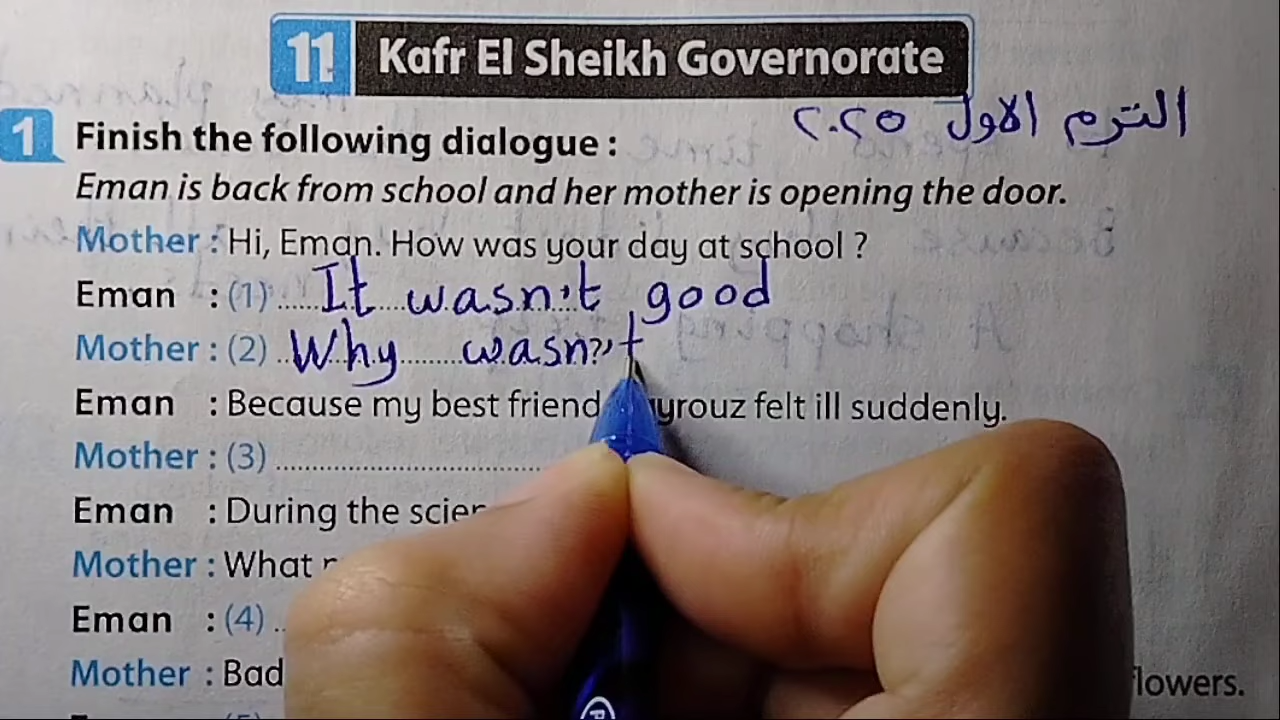 11 Kafr El Sheikh Governorate
الترم الاول ٢٠٢٥
1 Finish the following dialogue :
Eman is back from school and her mother is opening the door.
Mother : Hi, Eman. How was your day at school ?
Eman : (1) It wasn't good
Mother : (2) Why wasn't
Eman : Because my best friend felt ill suddenly.
Mother : (3)
Eman : During the
Mother : What
Eman : (4)
Mother : Bad flowers.